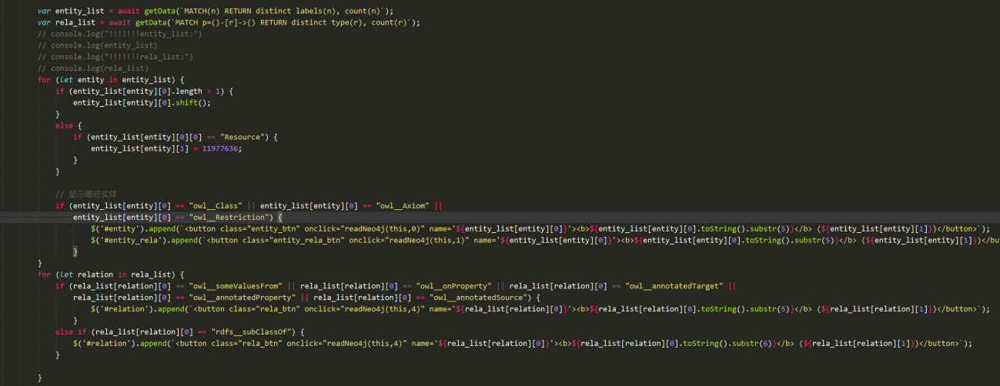 var entity_list = await getData(`MATCH(n) RETURN distinct labels(n), count(n)`);
var rela_list = await getData(`MATCH p=()-[r]->() RETURN distinct type(r), count(r)`);
// console.log("!!!!!!!entity_list:")
// console.log(entity_list)
// console.log("!!!!!!!rela_list:")
// console.log(rela_list)
for (let entity in entity_list) {
if (entity_list[entity][0].length > 1) {
entity_list[entity][0].shift();
}
else {
if (entity_list[entity][0][0] == "Resource") {
entity_list[entity][1] = 11977636;
}
}
// 显示哪些实体
if (entity_list[entity][0] == "owl__Class" || entity_list[entity][0] == "owl__Axiom" ||
entity_list[entity][0] == "owl__Restriction") {
$('#entity').append(`<button class="entity_btn" onclick="readNeo4j(this,0)" name='${entity_list[entity][0]}'><b>${entity_list[entity][0].toString().substr(5)}</b> (${entity_list[entity][1]})</button>`);
$('#entity_rela').append(`<button class="entity_rela_btn" onclick="readNeo4j(this,1)" name='${entity_list[entity][0]}'><b>${entity_list[entity][0].toString().substr(5)}</b> (${entity_list[entity][1]})</bu
}
}
for (let relation in rela_list) {
if (rela_list[relation][0] == "owl__someValuesFrom" || rela_list[relation][0] == "owl__onProperty" || rela_list[relation][0] == "owl__annotatedTarget" ||
rela_list[relation][0] == "owl__annotatedProperty" || rela_list[relation][0] == "owl__annotatedSource") {
$('#relation').append(`<button class="rela_btn" onclick="readNeo4j(this,4)" name='${rela_list[relation][0]}'><b>${rela_list[relation][0].toString().substr(5)}</b> (${rela_list[relation][1]})</button>`);
}
else if (rela_list[relation][0] == "rdfs__subClassOf") {
$('#relation').append(`<button class="rela_btn" onclick="readNeo4j(this,4)" name='${rela_list[relation][0]}'><b>${rela_list[relation][0].toString().substr(6)}</b> (${rela_list[relation][1]})</button>`);
}
}